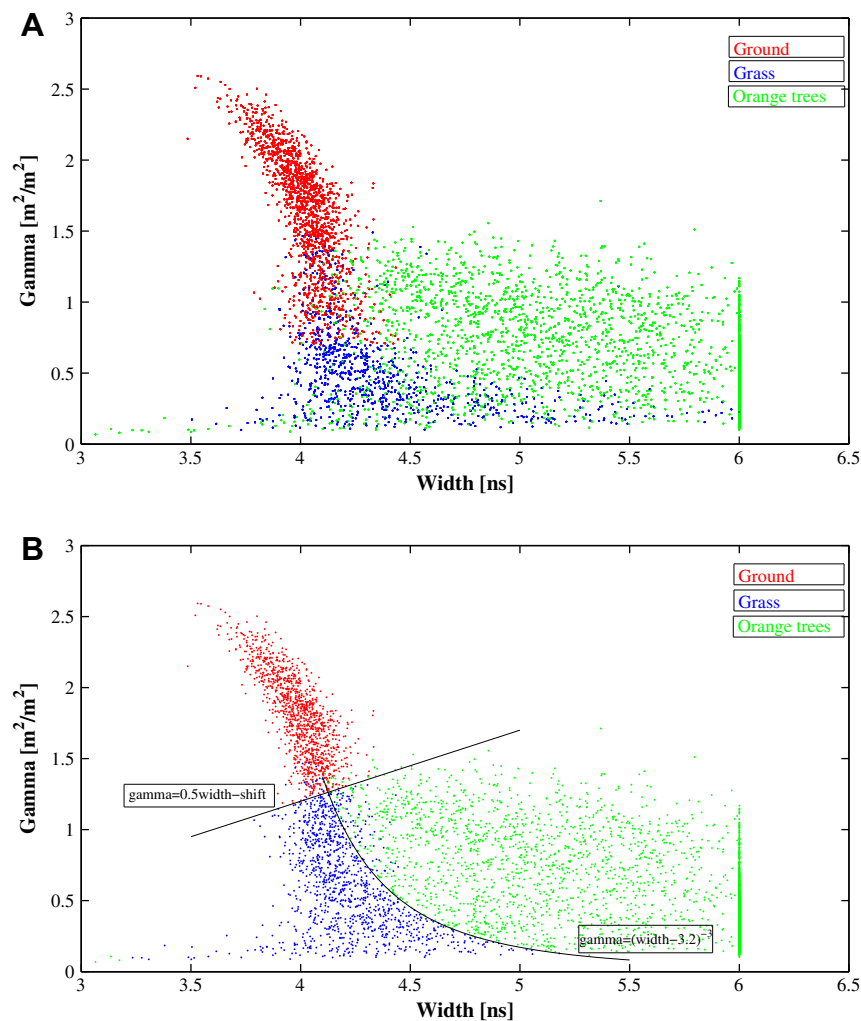 A
3
2.5
2
1.5
1
0.5
0
Gamma [m²/m²]
Ground
Grass
Orange trees
3 3.5 4 4.5 5 5.5 6 6.5
Width [ns]
B
3
2.5
2
1.5
1
0.5
0
Gamma [m²/m²]
Ground
Grass
Orange trees
gamma=0.5width−shift
gamma=(width−3.2)⁻³
3 3.5 4 4.5 5 5.5 6 6.5
Width [ns]